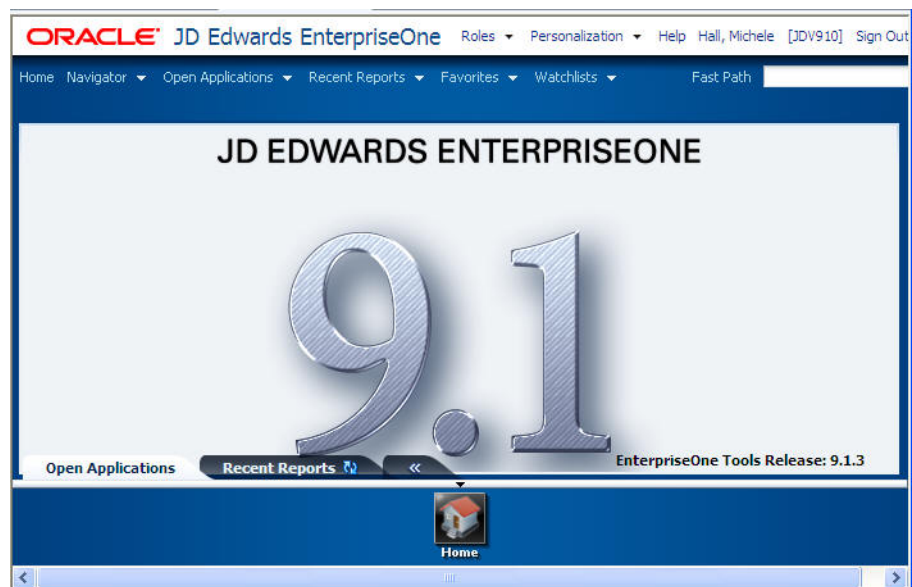 ORACLE® JD Edwards EnterpriseOne Roles Personalization Help Hall, Michele [JDV910] Sign Out
Home Navigator Open Applications Recent Reports Favorites Watchlists Fast Path
JD EDWARDS ENTERPRISEONE
9.1
EnterpriseOne Tools Release: 9.1.3
Open Applications Recent Reports «
Home